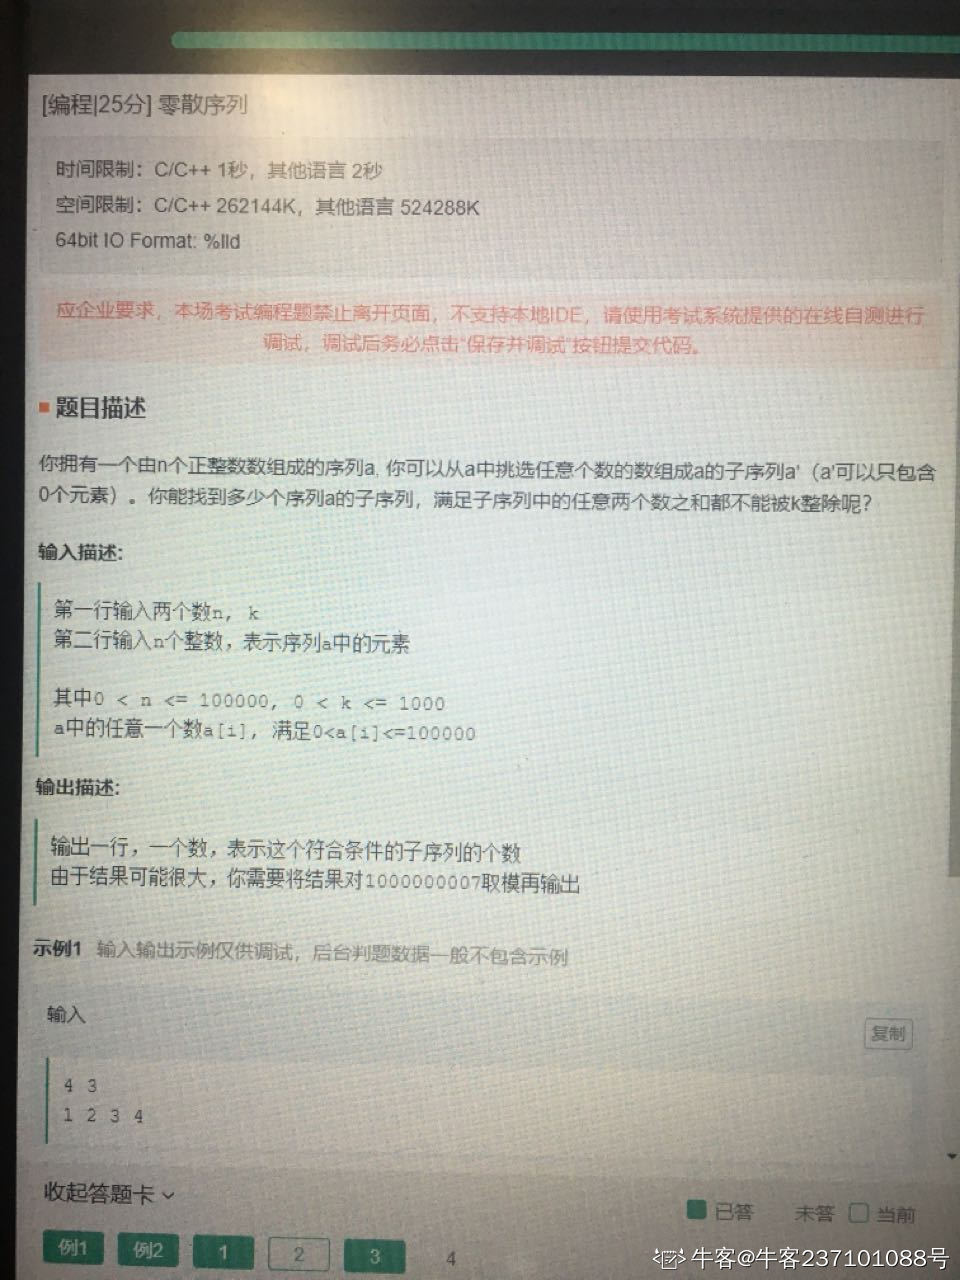 [编程|25分] 零散序列
时间限制：C/C++ 1秒，其他语言 2秒
空间限制：C/C++ 262144K，其他语言 524288K
64bit IO Format: %lld
应企业要求，本场考试编程题禁止离开页面，不支持本地IDE，请使用考试系统提供的在线自测进行
调试，调试后务必点击“保存并调试”按钮提交代码。
题目描述
你拥有一个由n个正整数数组成的序列a, 你可以从a中挑选任意个数的数组成a的子序列a'（a'可以只包含
0个元素）。你能找到多少个序列a的子序列，满足子序列中的任意两个数之和都不能被K整除呢？
输入描述:
第一行输入两个数n, k
第二行输入n个整数，表示序列a中的元素
其中0 < n <= 100000, 0 < k <= 1000
a中的任意一个数a[i], 满足0<a[i]<=100000
输出描述:
输出一行，一个数，表示这个符合条件的子序列的个数
由于结果可能很大，你需要将结果对1000000007取模再输出
示例1 输入输出示例仅供调试，后台判题数据一般不包含示例
输入
复制
4 3
1 2 3 4
收起答题卡
已答 未答 当前
例1 例2 1 2 3 4
牛客@牛客237101088号